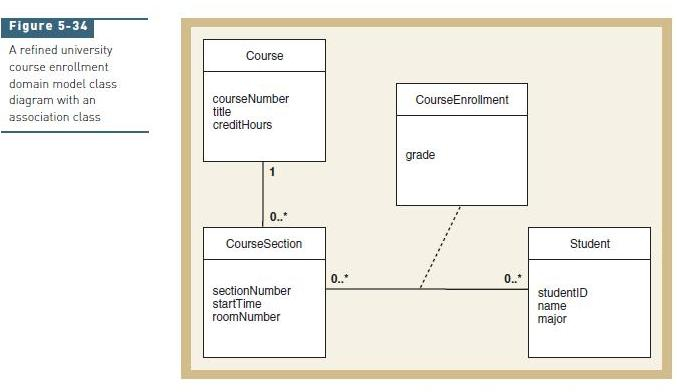 Figure 5-34
A refined university
course enrollment
domain model class
diagram with an
association class
Course
courseNumber
title
creditHours
1
0..*
CourseEnrollment
grade
CourseSection
sectionNumber
startTime
roomNumber
0..*
0..*
Student
studentID
name
major